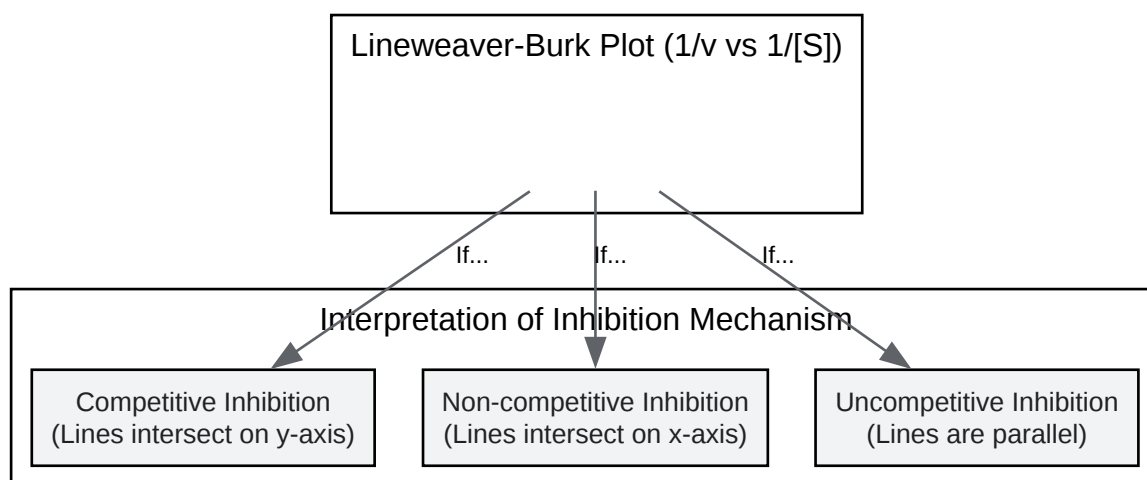 Lineweaver-Burk Plot (1/v vs 1/[S])
If...
If...
If...
Interpretation of Inhibition Mechanism
Competitive Inhibition
(Lines intersect on y-axis)
Non-competitive Inhibition
(Lines intersect on x-axis)
Uncompetitive Inhibition
(Lines are parallel)